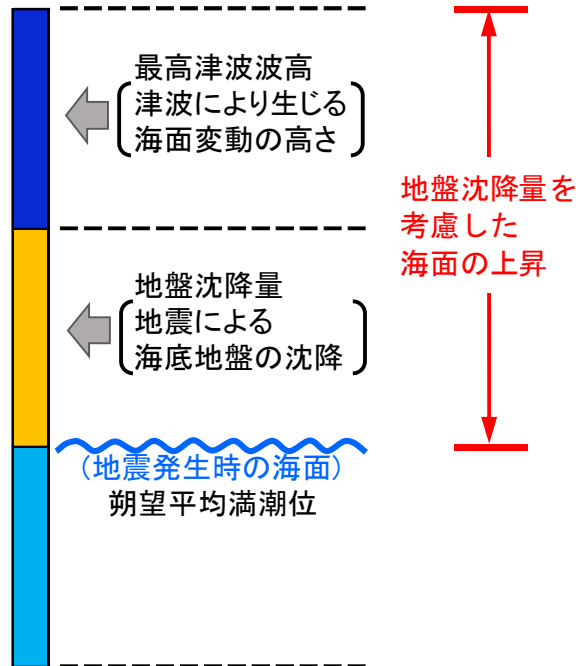 最高津波波高
津波により生じる
海面変動の高さ
地盤沈降量を
考慮した
海面の上昇
地盤沈降量
地震による
海底地盤の沈降
(地震発生時の海面)
朔望平均満潮位